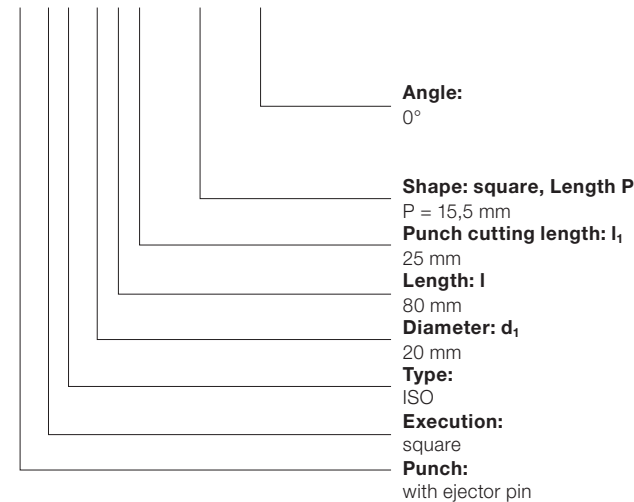 Angle:
0°
Shape: square, Length P
P = 15,5 mm
Punch cutting length: l₁
25 mm
Length: l
80 mm
Diameter: d₁
20 mm
Type:
ISO
Execution:
square
Punch:
with ejector pin